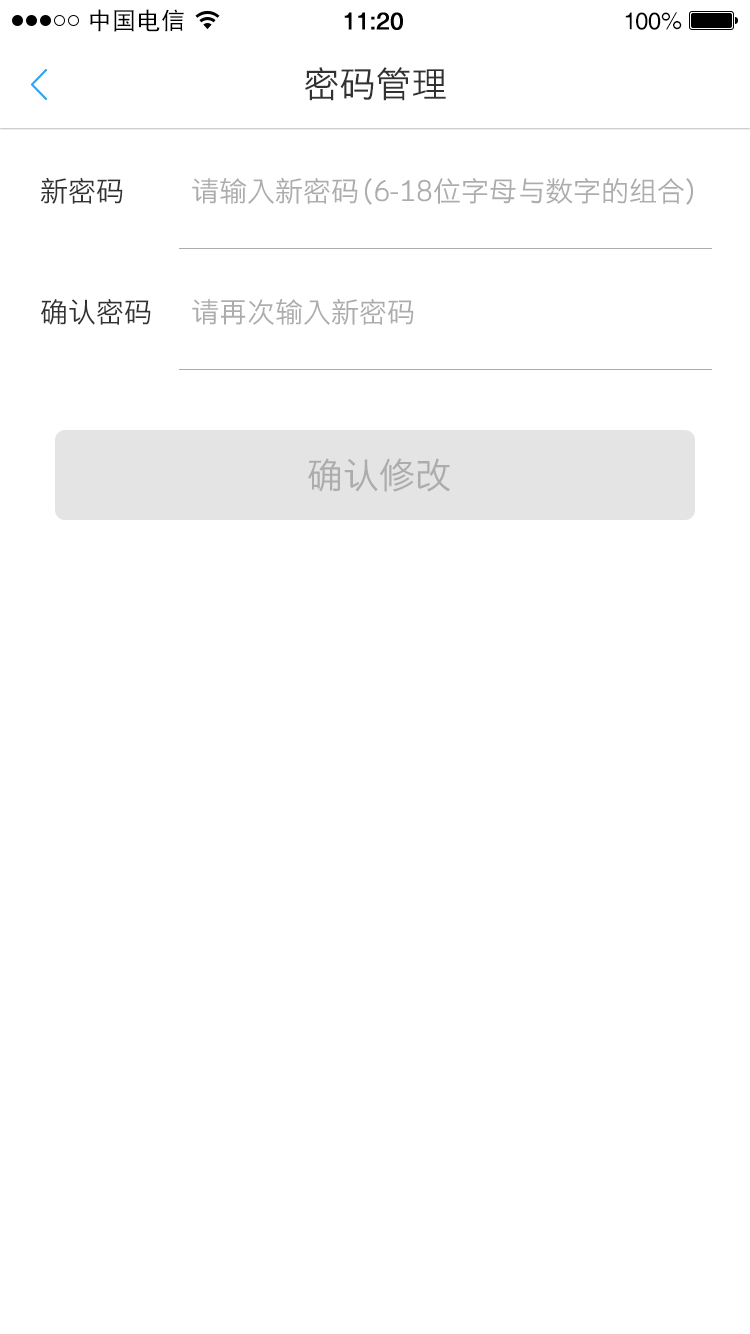 中国电信 11:20 100%
密码管理
新密码 请输入新密码(6-18位字母与数字的组合)
确认密码 请再次输入新密码
确认修改